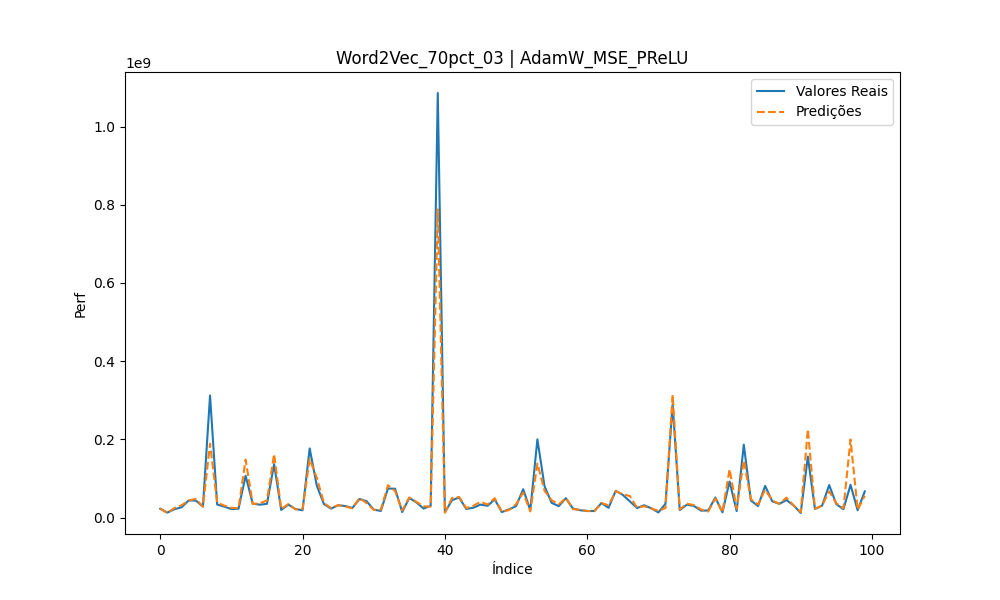 Word2Vec_70pct_03 | AdamW_MSE_PReLU
1e9
Valores Reais
Predições
1.0
0.8
0.6
0.4
0.2
0.0
Perf
0 20 40 60 80 100
Índice